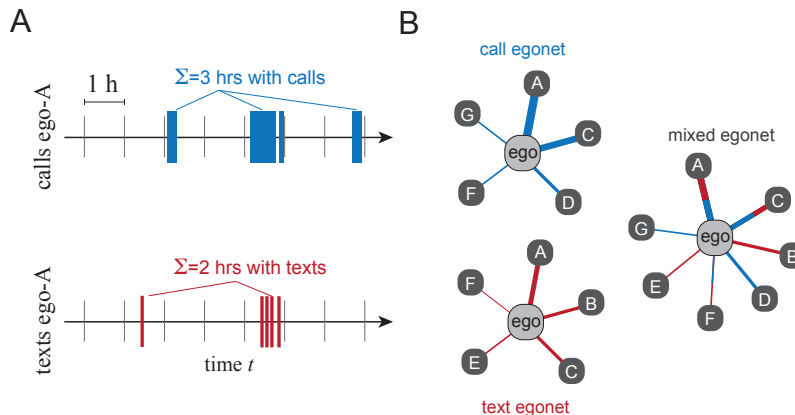 A
1 h
Σ=3 hrs with calls
calls ego-A
Σ=2 hrs with texts
texts ego-A
time t
B
call egonet
A
G
C
ego
F
D
mixed egonet
A
C
G
ego
B
E
D
F
A
F
B
ego
E
C
text egonet